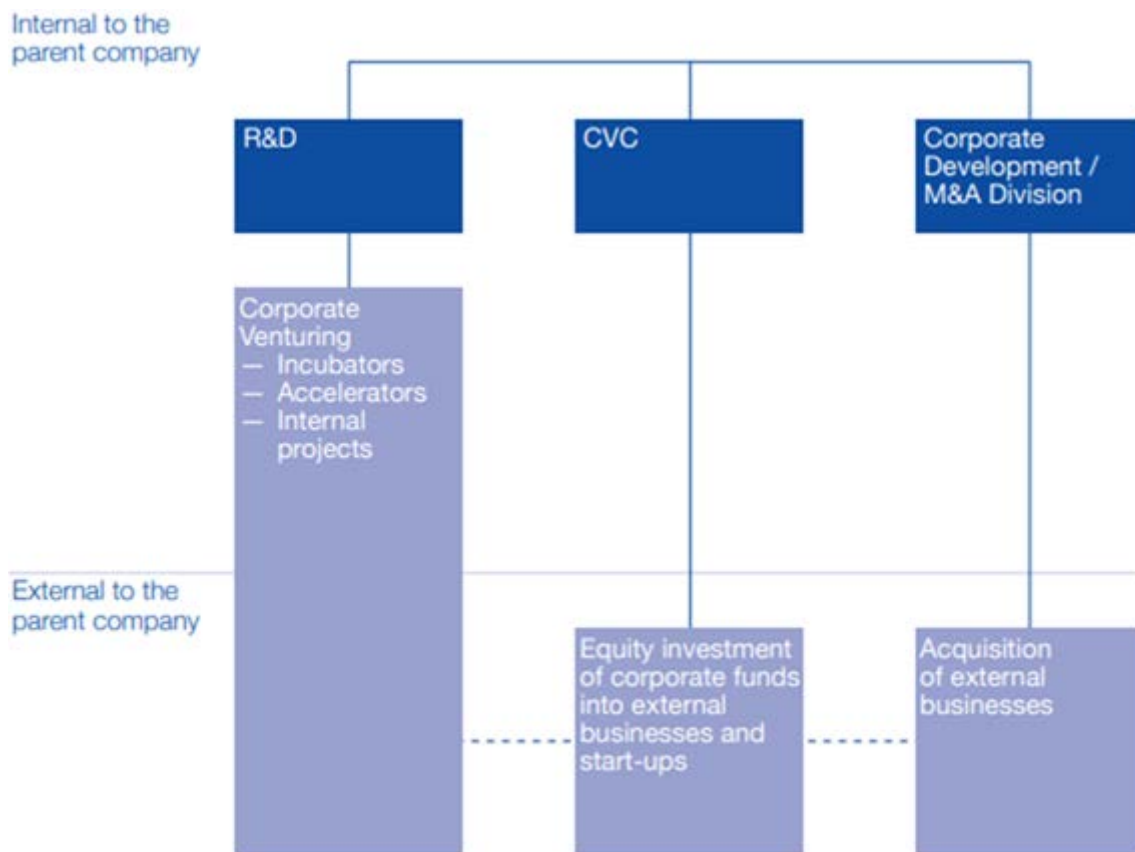 Internal to the
parent company
R&D
CVC
Corporate
Development /
M&A Division
Corporate
Venturing
— Incubators
— Accelerators
— Internal
projects
External to the
parent company
Equity investment
of corporate funds
into external
businesses and
start-ups
Acquisition
of external
businesses